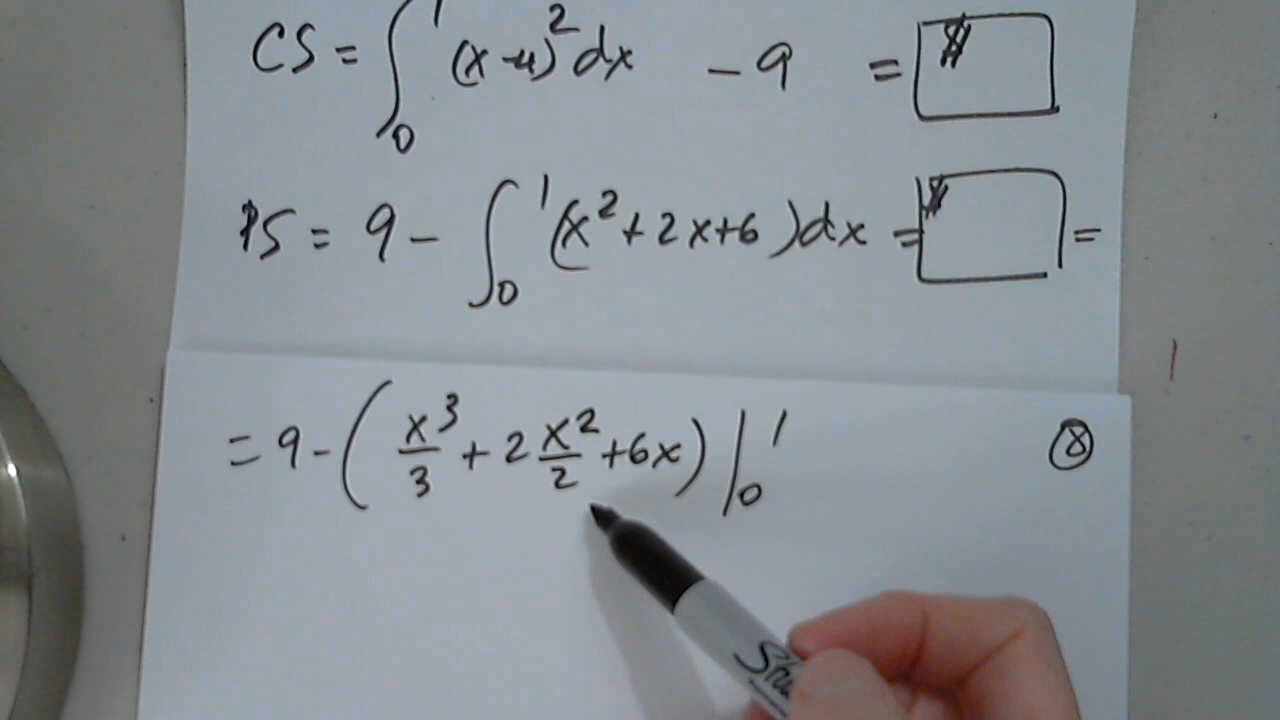 CS = ∫₀¹ (x-4)² dx - 9 = $
PS = 9 - ∫₀¹ (x² + 2x + 6) dx = $ =
= 9 - ( x³/3 + 2 x²/2 + 6x ) |₀¹ ⑧